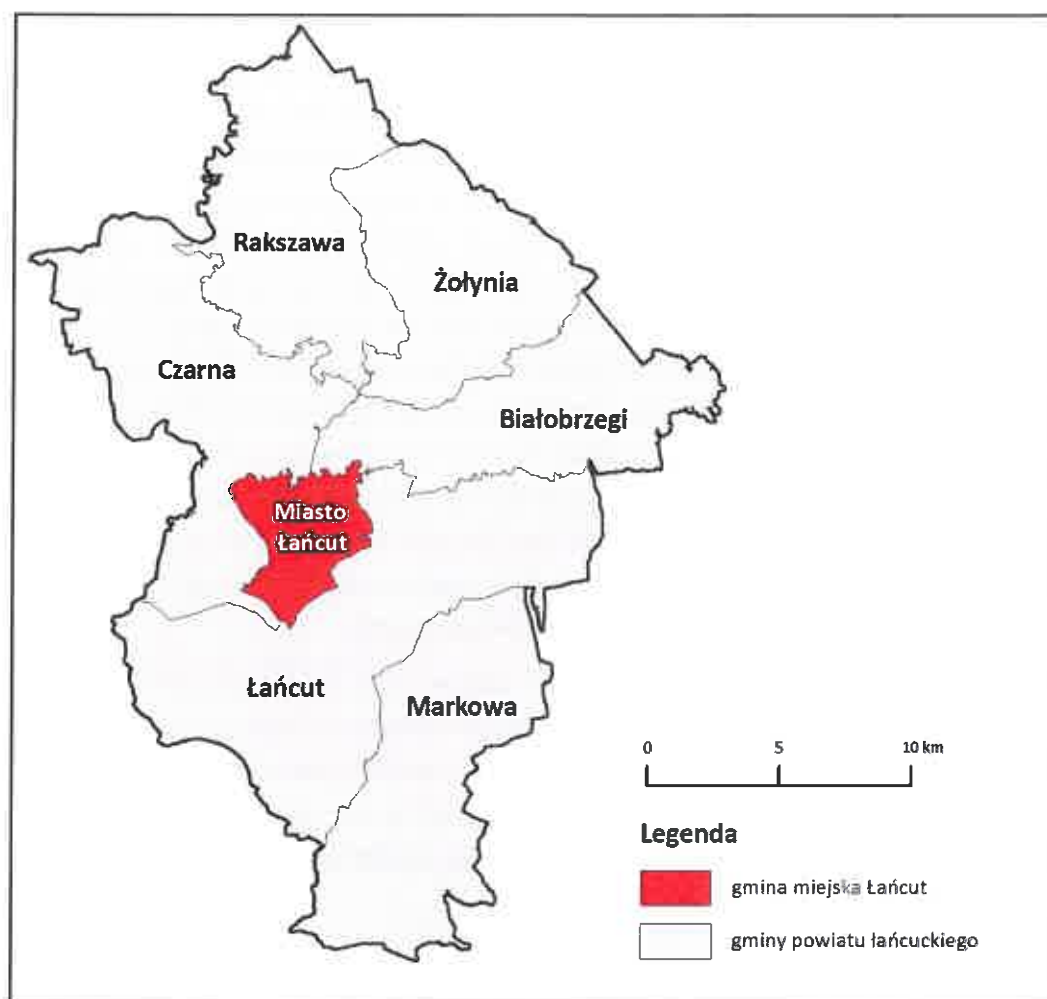 Rakszawa
Żołynia
Czarna
Białobrzegi
Miasto
Łańcut
Łańcut
Markowa
0 5 10 km
Legenda
gmina miejska Łańcut
gminy powiatu łańcuckiego